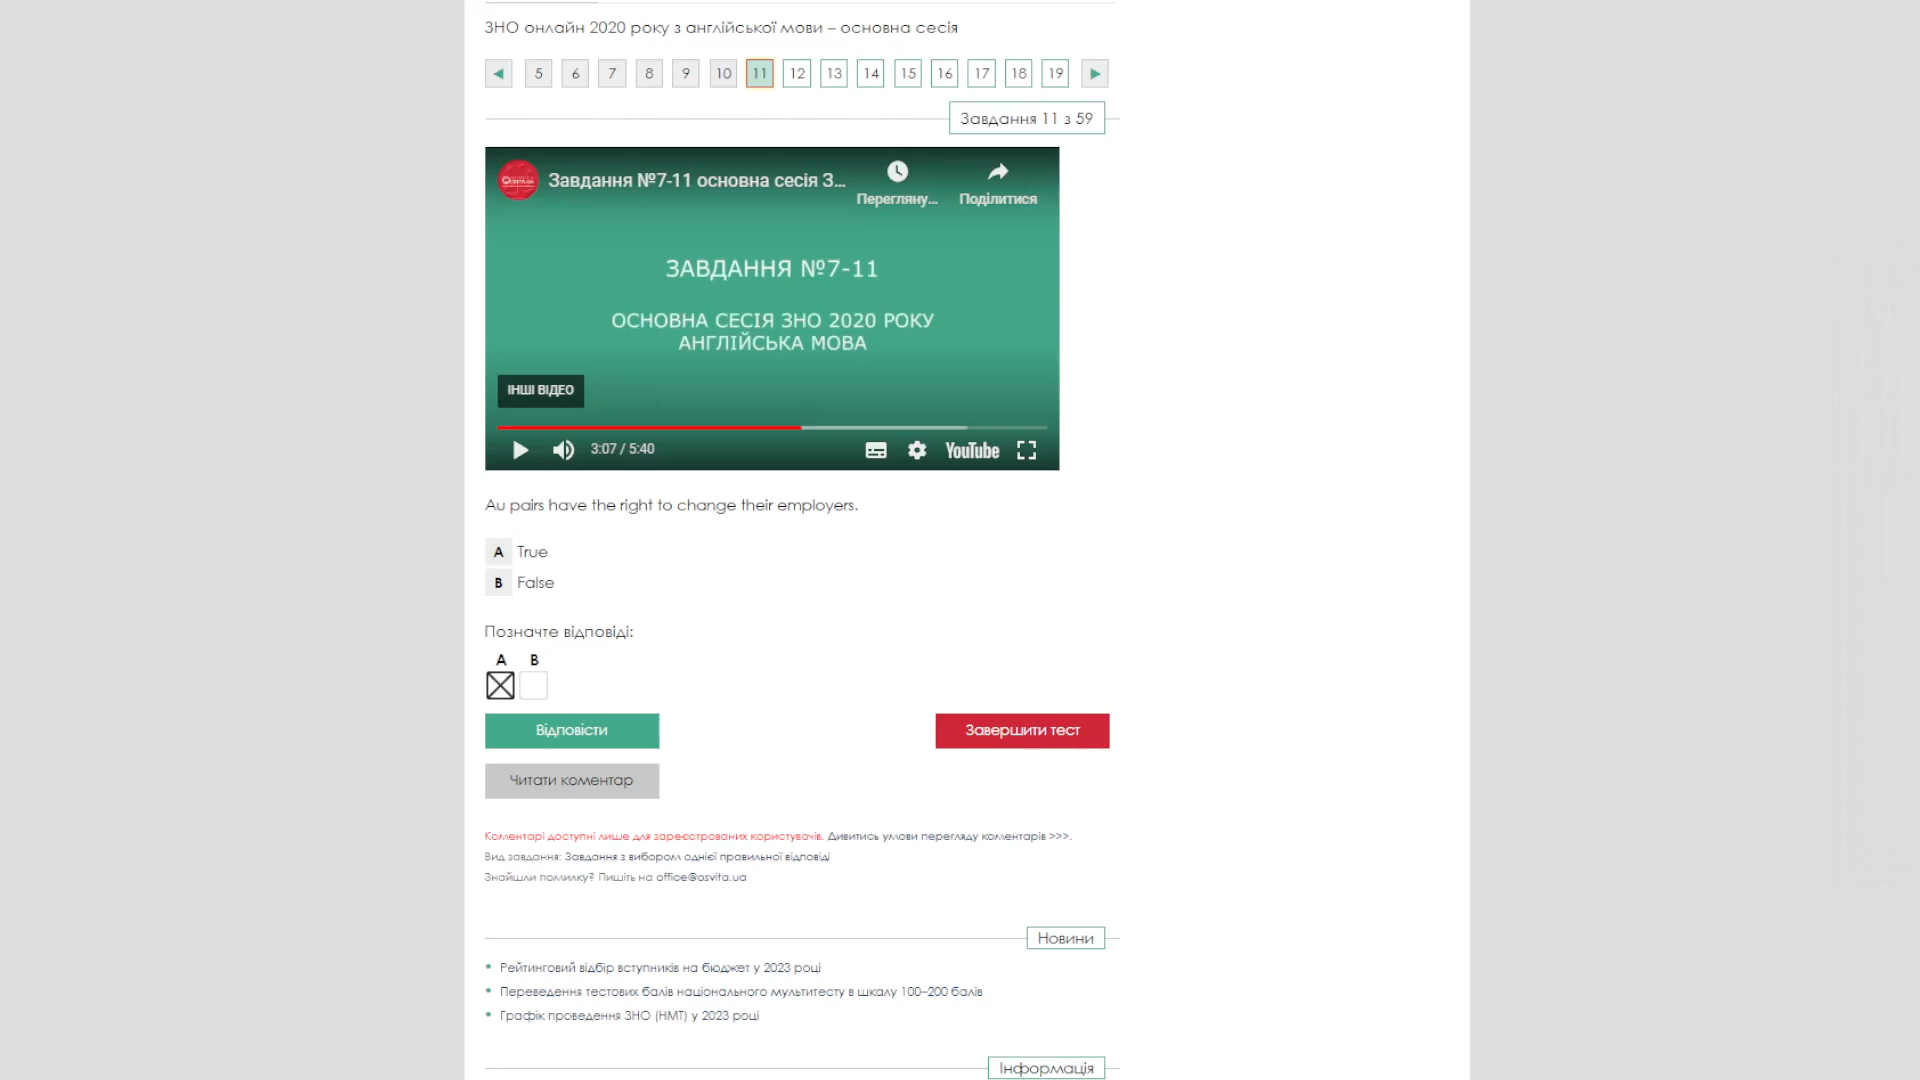 ЗНО онлайн 2020 року з англійської мови – основна сесія
◄ 5 6 7 8 9 10 11 12 13 14 15 16 17 18 19 ►
Завдання 11 з 59
Завдання №7-11 основна сесія З...
Перегляну...
Поділитися
ЗАВДАННЯ №7-11
ОСНОВНА СЕСІЯ ЗНО 2020 РОКУ
АНГЛІЙСЬКА МОВА
ІНШІ ВІДЕО
3:07 / 5:40
YouTube
Au pairs have the right to change their employers.
A True
B False
Позначте відповіді:
A B
Відповісти
Завершити тест
Читати коментар
Коментарі доступні лише для зареєстрованих користувачів. Дивитись умови перегляду коментарів >>>.
Вид завдання: Завдання з вибором однієї правильної відповіді
Знайшли помилку? Пишіть на office@osvita.ua
Новини
Рейтинговий відбір вступників на бюджет у 2023 році
Переведення тестових балів національного мультитесту в шкалу 100–200 балів
Графік проведення ЗНО (НМТ) у 2023 році
Інформація